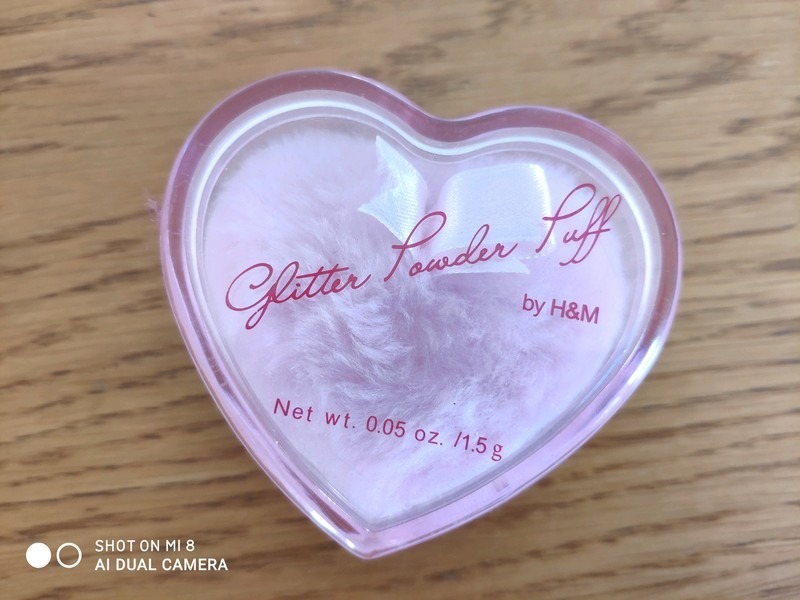 Glitter Powder Puff
by H&M
Net wt. 0.05 oz. /1.5 g
SHOT ON MI 8
AI DUAL CAMERA